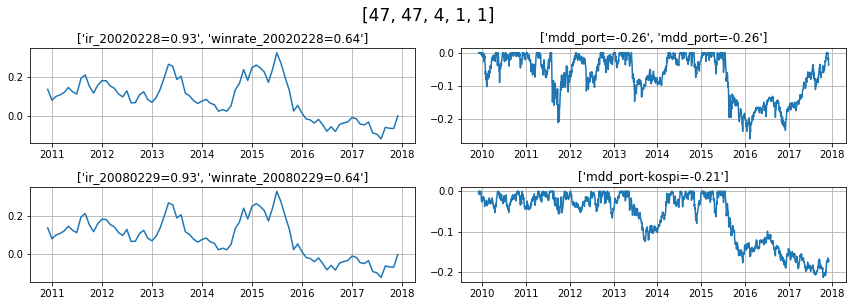 [47, 47, 4, 1, 1]
['ir_20020228=0.93', 'winrate_20020228=0.64']
0.2
0.0
2011 2012 2013 2014 2015 2016 2017 2018
['mdd_port=-0.26', 'mdd_port=-0.26']
0.0
−0.1
−0.2
2010 2011 2012 2013 2014 2015 2016 2017 2018
['ir_20080229=0.93', 'winrate_20080229=0.64']
0.2
0.0
2011 2012 2013 2014 2015 2016 2017 2018
['mdd_port-kospi=-0.21']
0.0
−0.1
−0.2
2010 2011 2012 2013 2014 2015 2016 2017 2018